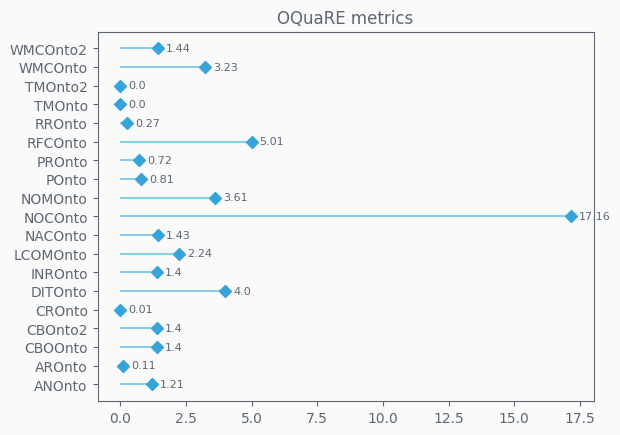 OQuaRE metrics
WMCOnto2 1.44
WMCOnto 3.23
TMOnto2 0.0
TMOnto 0.0
RROnto 0.27
RFCOnto 5.01
PROnto 0.72
POnto 0.81
NOMOnto 3.61
NOCOnto 17.16
NACOnto 1.43
LCOMOnto 2.24
INROnto 1.4
DITOnto 4.0
CROnto 0.01
CBOnto2 1.4
CBOOnto 1.4
AROnto 0.11
ANOnto 1.21
0.0 2.5 5.0 7.5 10.0 12.5 15.0 17.5